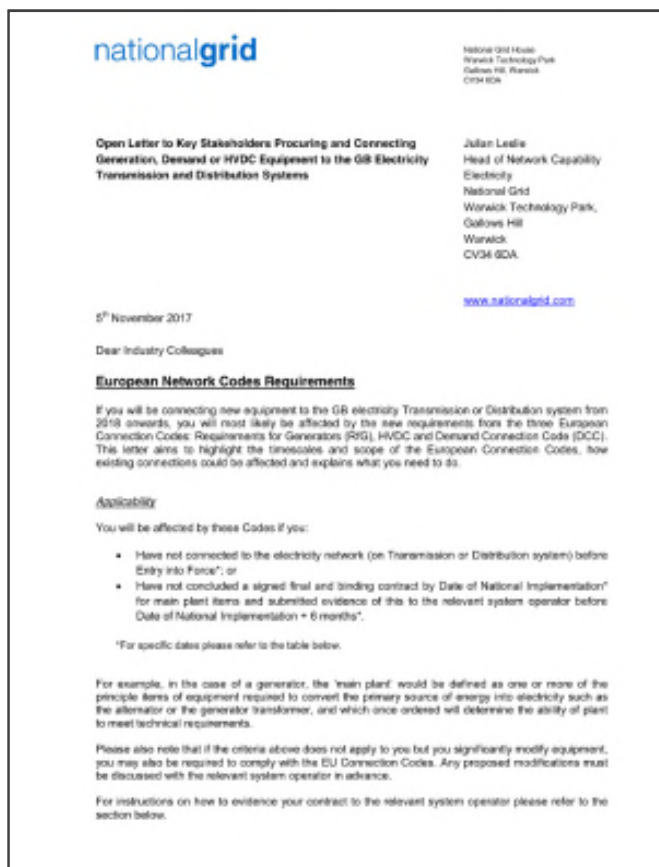 nationalgrid
National Grid House
Warwick Technology Park
Gallows Hill, Warwick
CV34 6DA
Open Letter to Key Stakeholders Procuring and Connecting
Generation, Demand or HVDC Equipment to the GB Electricity
Transmission and Distribution Systems
Julian Leslie
Head of Network Capability
Electricity
National Grid
Warwick Technology Park,
Gallows Hill
Warwick
CV34 6DA
www.nationalgrid.com
5th November 2017
Dear Industry Colleagues
European Network Codes Requirements
If you will be connecting new equipment to the GB electricity Transmission or Distribution system from
2018 onwards, you will most likely be affected by the new requirements from the three European
Connection Codes: Requirements for Generators (RfG), HVDC and Demand Connection Code (DCC).
This letter aims to highlight the timescales and scope of the European Connection Codes, how
existing connections could be affected and explains what you need to do.
Applicability
You will be affected by these Codes if you:
• Have not connected to the electricity network (on Transmission or Distribution system) before
Entry into Force*; or
• Have not concluded a signed final and binding contract by Date of National Implementation*
for main plant items and submitted evidence of this to the relevant system operator before
Date of National Implementation + 6 months*.
*For specific dates please refer to the table below.
For example, in the case of a generator, the 'main plant' would be defined as one or more of the
principle items of equipment required to convert the primary source of energy into electricity such as
the alternator or the generator transformer, and which once ordered will determine the ability of plant
to meet technical requirements.
Please also note that if the criteria above does not apply to you but you significantly modify equipment,
you may also be required to comply with the EU Connection Codes. Any proposed modifications must
be discussed with the relevant system operator in advance.
For instructions on how to evidence your contract to the relevant system operator please refer to the
section below.